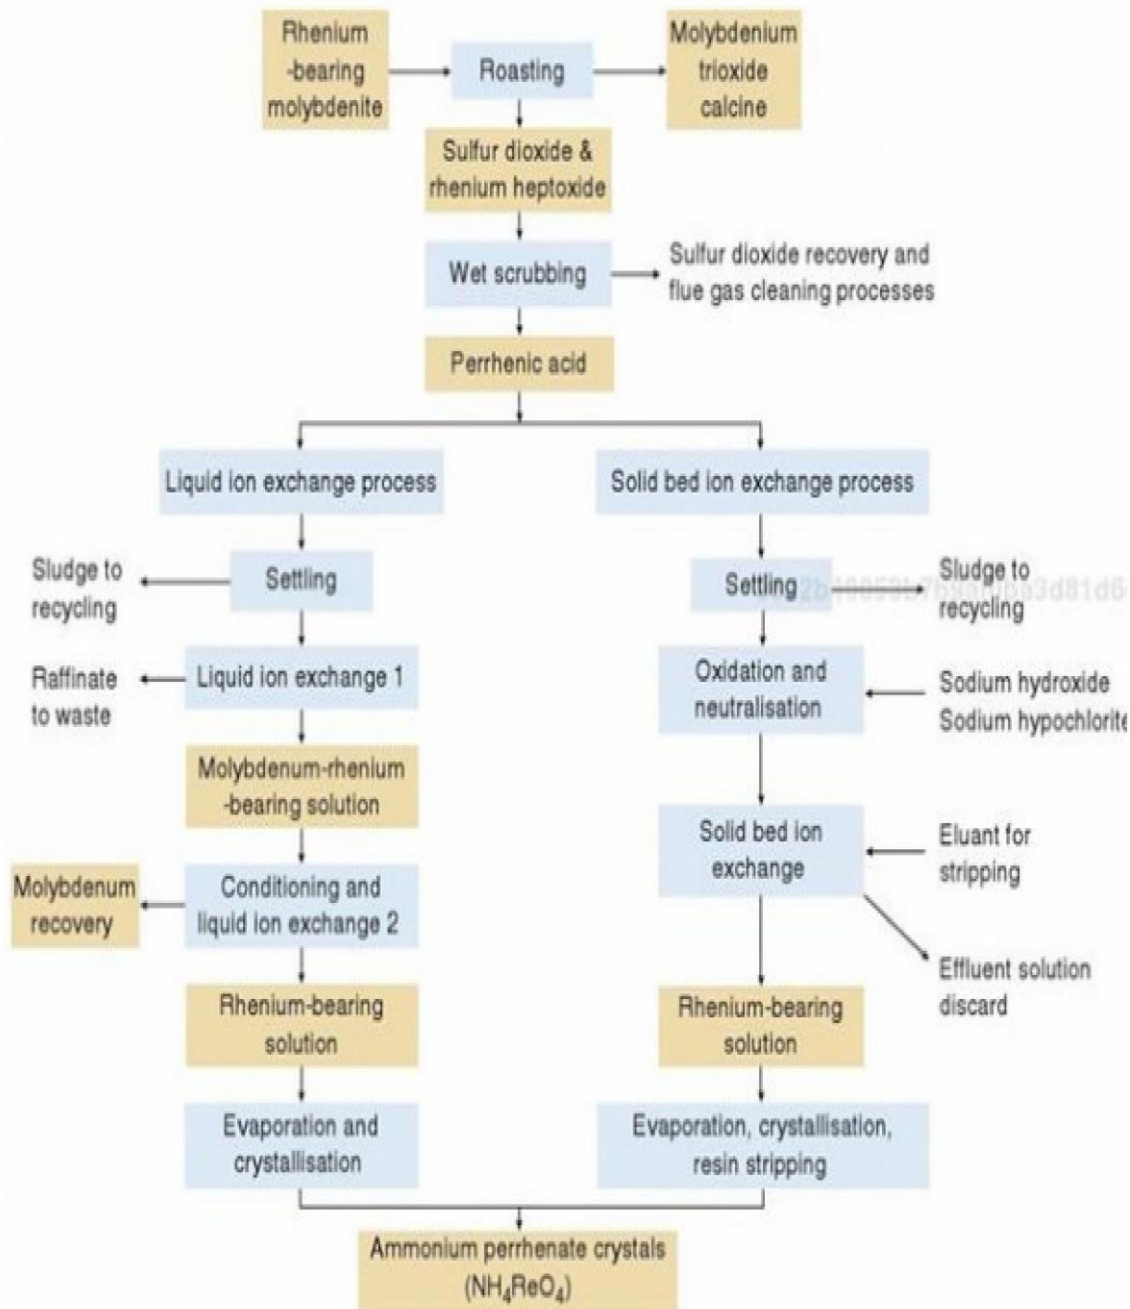 Rhenium
-bearing
molybdenite
Roasting
Molybdenium
trioxide
calcine
Sulfur dioxide &
rhenium heptoxide
Wet scrubbing
Sulfur dioxide recovery and
flue gas cleaning processes
Perrhenic acid
Liquid ion exchange process
Solid bed ion exchange process
Sludge to
recycling
Settling
Settling
Sludge to
recycling
Raffinate
to waste
Liquid ion exchange 1
Oxidation and
neutralisation
Sodium hydroxide
Sodium hypochlorite
Molybdenum-rhenium
-bearing solution
Solid bed ion
exchange
Eluant for
stripping
Molybdenum
recovery
Conditioning and
liquid ion exchange 2
Effluent solution
discard
Rhenium-bearing
solution
Rhenium-bearing
solution
Evaporation and
crystallisation
Evaporation, crystallisation,
resin stripping
Ammonium perrhenate crystals
(NH₄ReO₄)